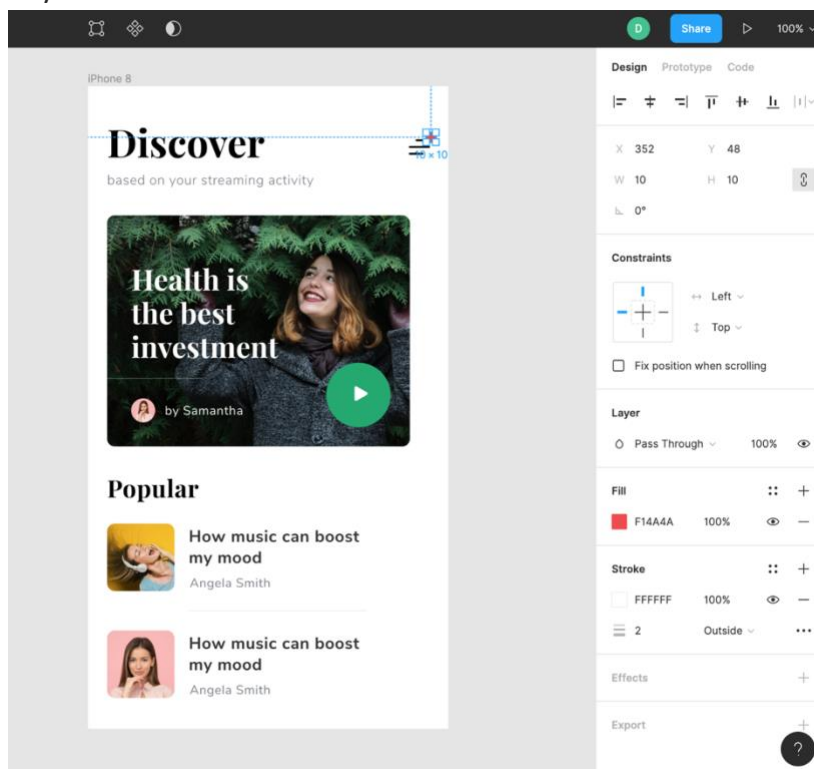 D
Share
100%
iPhone 8
Discover
based on your streaming activity
10 × 10
Health is
the best
investment
by Samantha
Popular
How music can boost
my mood
Angela Smith
How music can boost
my mood
Angela Smith
Design Prototype Code
X 352 Y 48
W 10 H 10
0°
Constraints
Left
Top
Fix position when scrolling
Layer
Pass Through 100%
Fill
F14A4A 100%
Stroke
FFFFFF 100%
2 Outside
Effects
Export
?